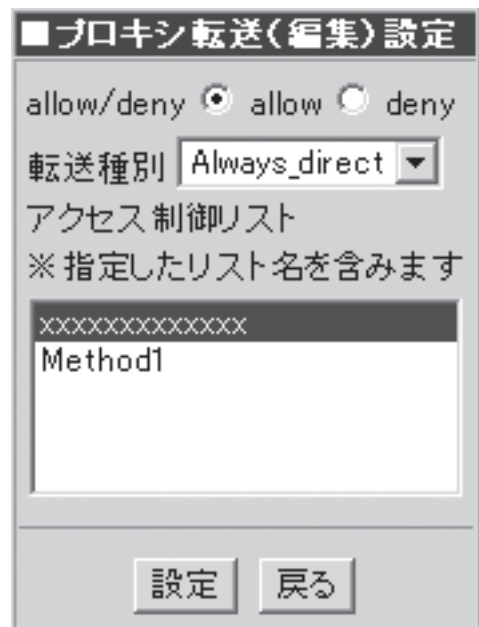 ■プロキシ転送(編集)設定
allow/deny allow deny
転送種別 Always_direct
アクセス制御リスト
※指定したリスト名を含みます
xxxxxxxxxxxxx
Method1
設定 戻る